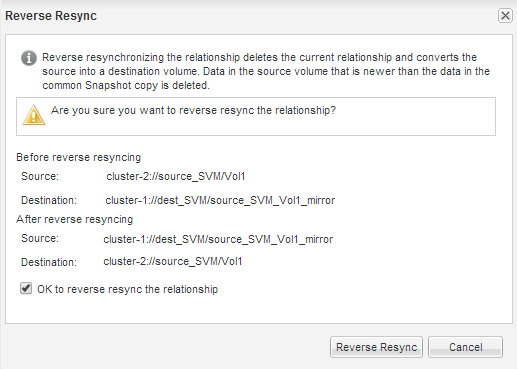 Reverse Resync
Reverse resynchronizing the relationship deletes the current relationship and converts the
source into a destination volume. Data in the source volume that is newer than the data in the
common Snapshot copy is deleted.
Are you sure you want to reverse resync the relationship?
Before reverse resyncing
Source: cluster-2://source_SVM/Vol1
Destination: cluster-1://dest_SVM/source_SVM_Vol1_mirror
After reverse resyncing
Source: cluster-1://dest_SVM/source_SVM_Vol1_mirror
Destination: cluster-2://source_SVM/Vol1
OK to reverse resync the relationship
Reverse Resync Cancel